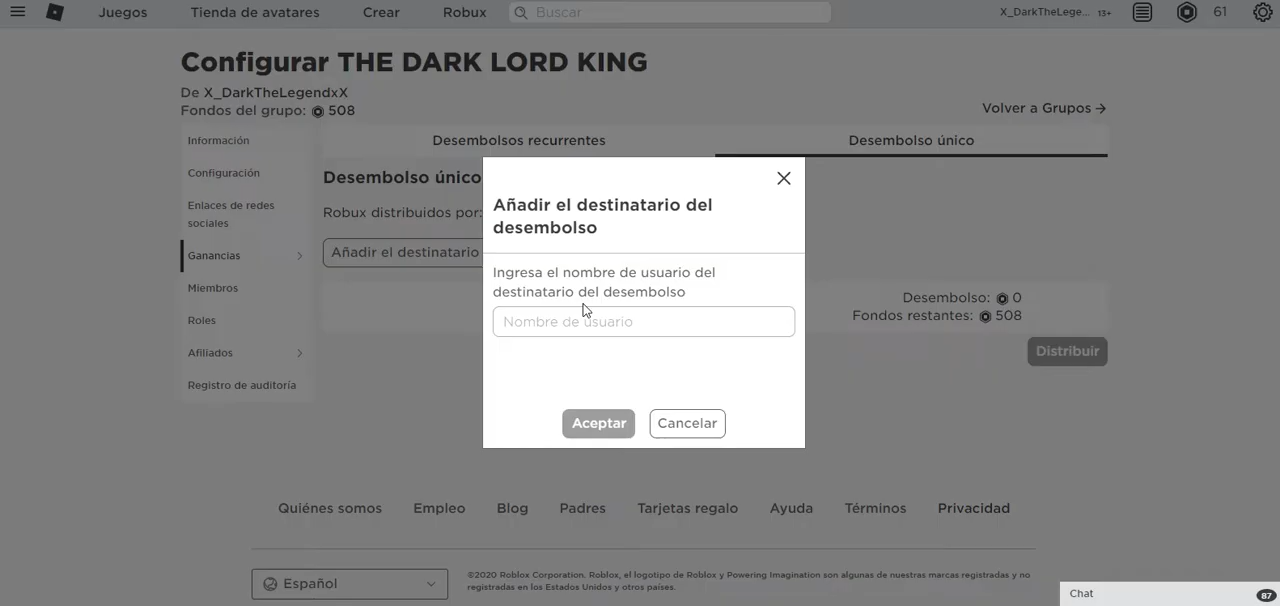 Juegos
Tienda de avatares
Crear
Robux
Buscar
X_DarkTheLege... 13+
61
Configurar THE DARK LORD KING
De X_DarkTheLegendxX
Fondos del grupo: 508
Volver a Grupos →
Información
Configuración
Enlaces de redes
sociales
Ganancias
Miembros
Roles
Afiliados
Registro de auditoría
Desembolsos recurrentes
Desembolso único
Desembolso único
Robux distribuidos por:
Añadir el destinatario
Añadir el destinatario del
desembolso
Ingresa el nombre de usuario del
destinatario del desembolso
Nombre de usuario
Aceptar
Cancelar
Desembolso: 0
Fondos restantes: 508
Distribuir
Quiénes somos
Empleo
Blog
Padres
Tarjetas regalo
Ayuda
Términos
Privacidad
Español
©2020 Roblox Corporation. Roblox, el logotipo de Roblox y Powering Imagination son algunas de nuestras marcas registradas y no
registradas en los Estados Unidos y otros países.
Chat
87